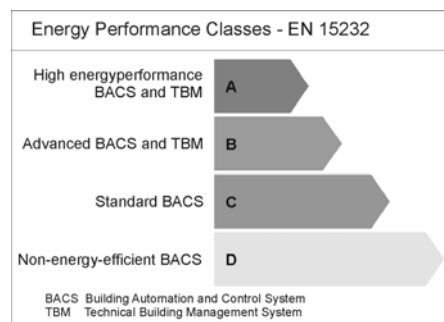 Energy Performance Classes - EN 15232
High energyperformance
BACS and TBM
A
Advanced BACS and TBM
B
Standard BACS
C
Non-energy-efficient BACS
D
BACS Building Automation and Control System
TBM Technical Building Management System